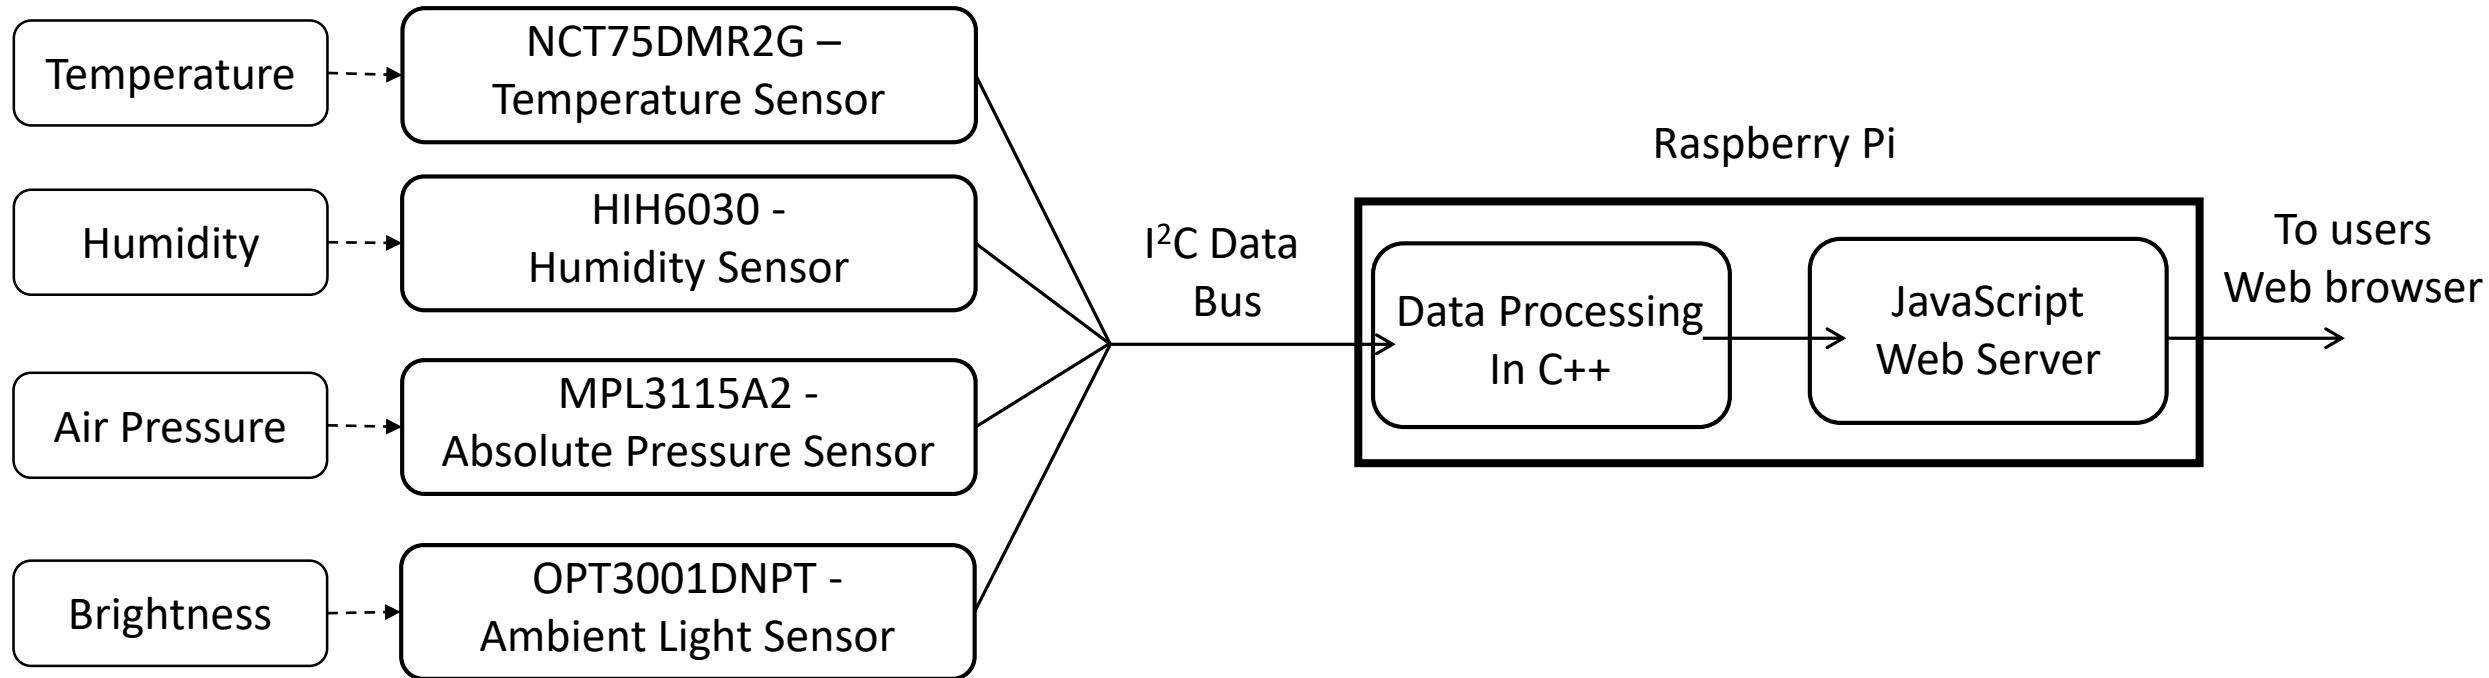 Temperature
NCT75DMR2G –
Temperature Sensor
Humidity
HIH6030 -
Humidity Sensor
Air Pressure
MPL3115A2 -
Absolute Pressure Sensor
Brightness
OPT3001DNPT -
Ambient Light Sensor
I²C Data
Bus
Raspberry Pi
Data Processing
In C++
JavaScript
Web Server
To users
Web browser